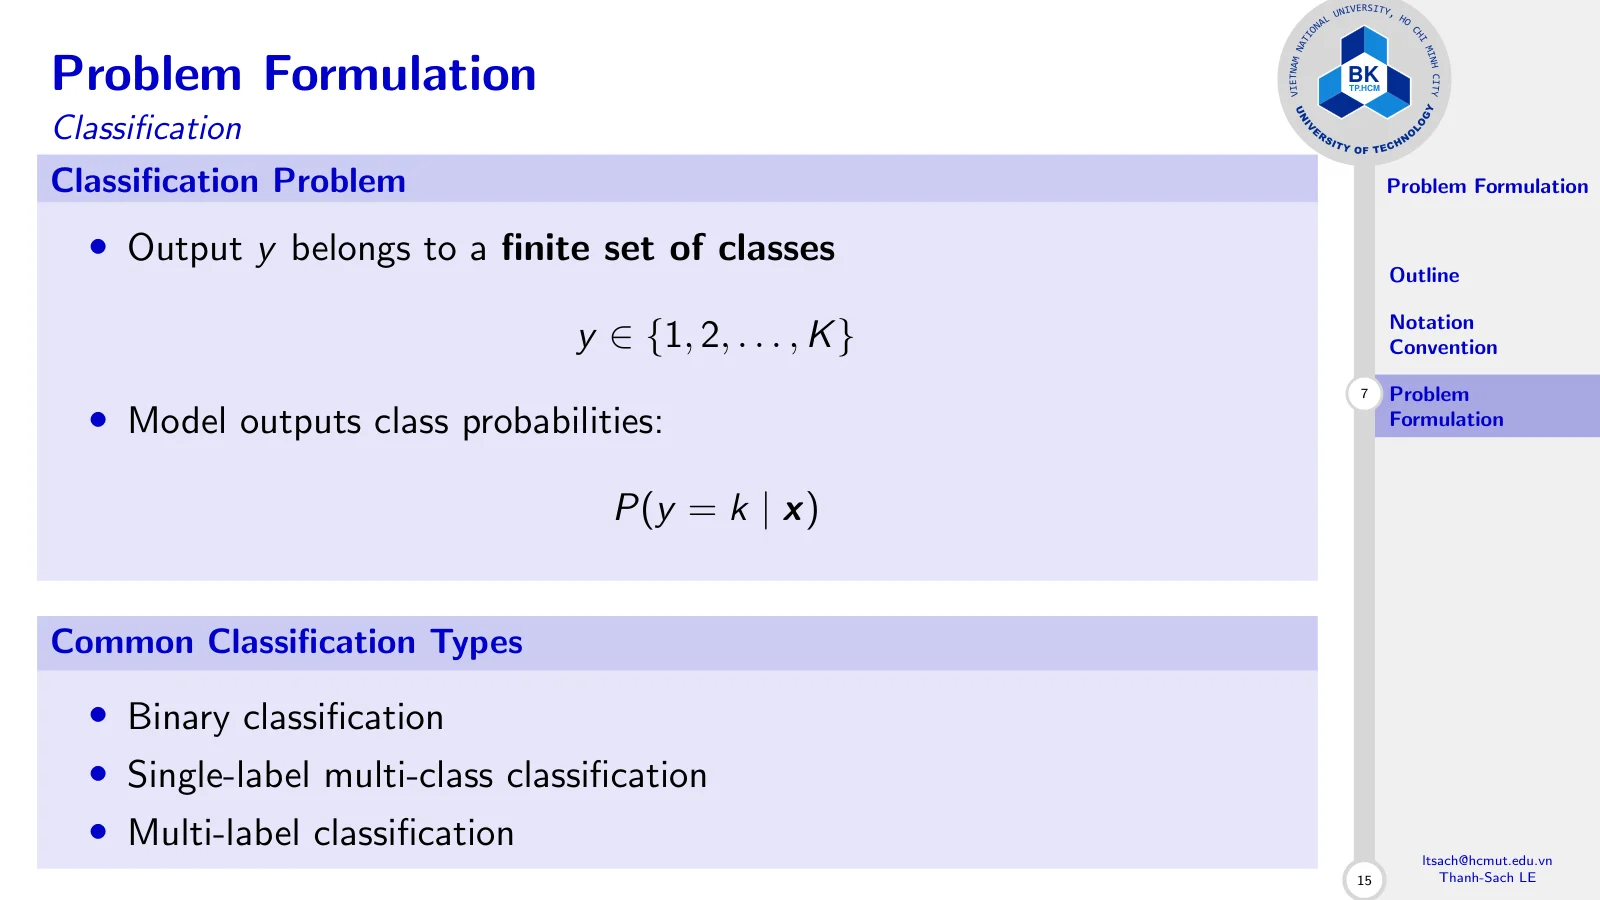 Problem Formulation
Classification
Classification Problem
• Output y belongs to a finite set of classes
y ∈ {1, 2, . . . , K}
• Model outputs class probabilities:
P(y = k | x)
Common Classification Types
• Binary classification
• Single-label multi-class classification
• Multi-label classification
VIETNAM NATIONAL UNIVERSITY, HO CHI MINH CITY
BK
TP.HCM
UNIVERSITY OF TECHNOLOGY
Problem Formulation
Outline
Notation
Convention
7
Problem
Formulation
ltsach@hcmut.edu.vn
Thanh-Sach LE
15